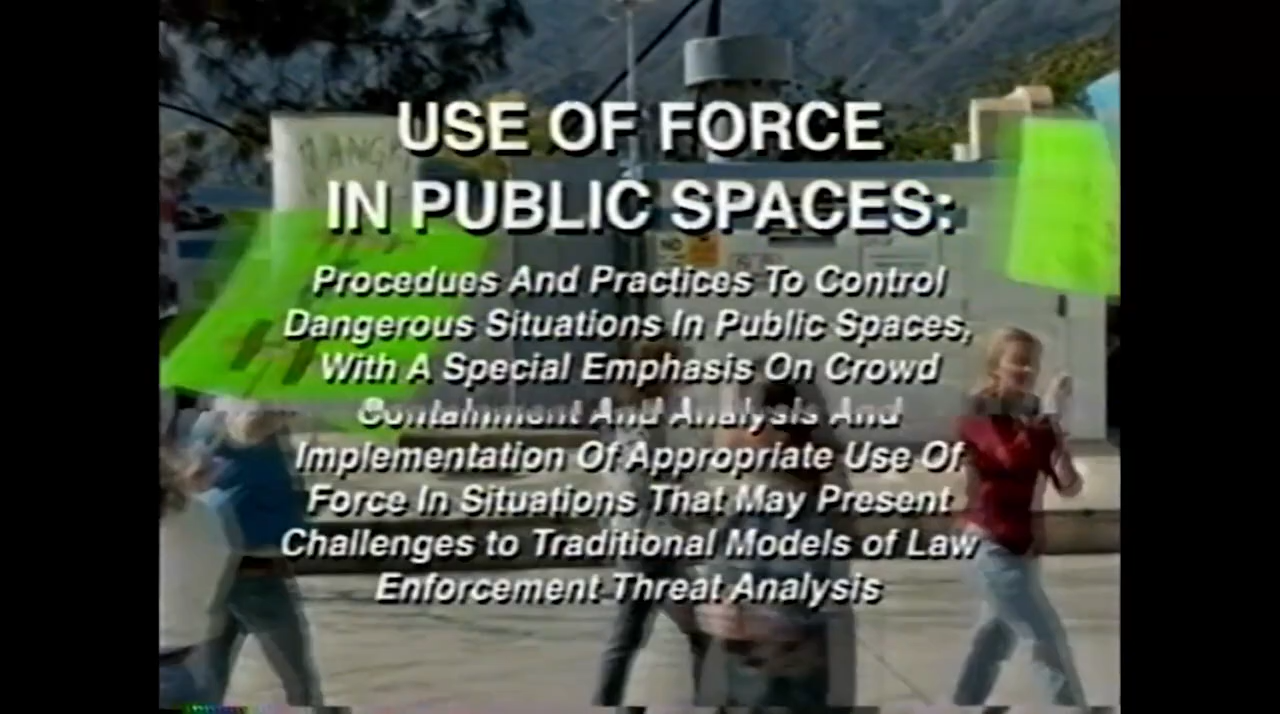 USE OF FORCE
IN PUBLIC SPACES:
Procedues And Practices To Control
Dangerous Situations In Public Spaces,
With A Special Emphasis On Crowd
Containment And Analysis And
Implementation Of Appropriate Use Of
Force In Situations That May Present
Challenges to Traditional Models of Law
Enforcement Threat Analysis
NO